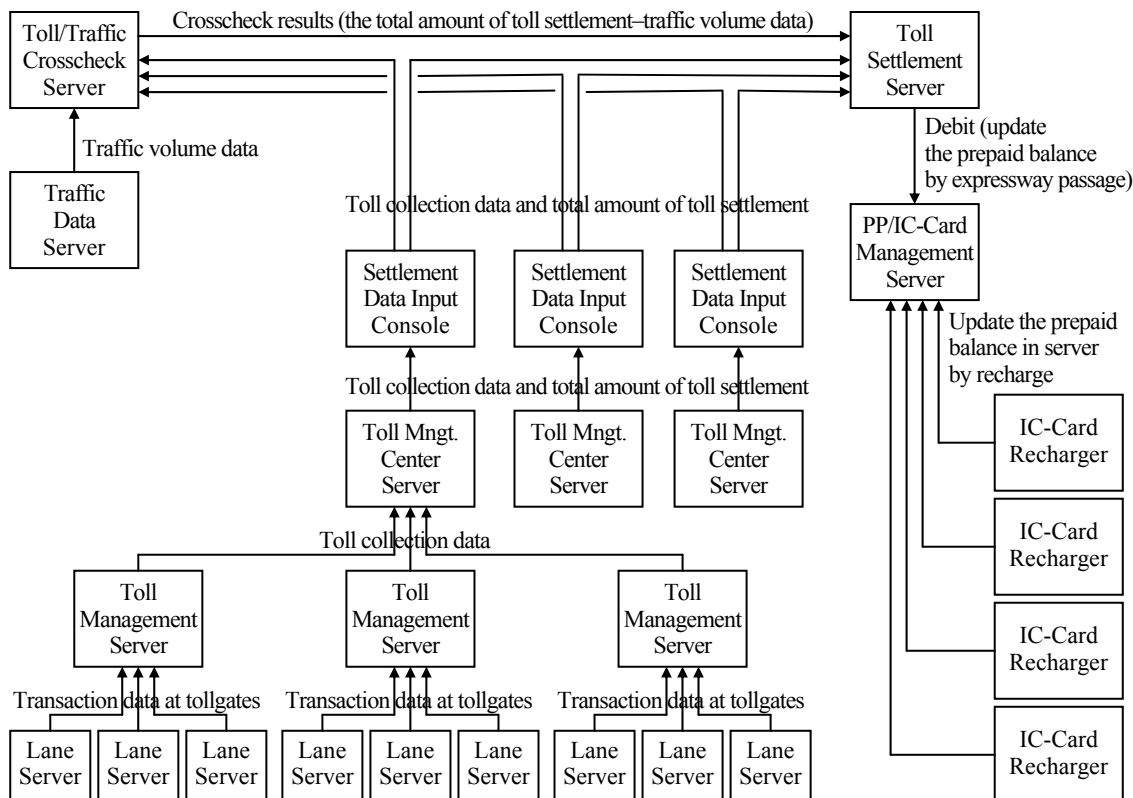 Crosscheck results (the total amount of toll settlement–traffic volume data)
Toll/Traffic
Crosscheck
Server
Toll
Settlement
Server
Traffic volume data
Debit (update
the prepaid balance
by expressway passage)
Traffic
Data
Server
Toll collection data and total amount of toll settlement
PP/IC-Card
Management
Server
Settlement
Data Input
Console
Settlement
Data Input
Console
Settlement
Data Input
Console
Update the prepaid
balance in server
by recharge
Toll collection data and total amount of toll settlement
Toll Mngt.
Center
Server
Toll Mngt.
Center
Server
Toll Mngt.
Center
Server
IC-Card
Recharger
IC-Card
Recharger
IC-Card
Recharger
IC-Card
Recharger
Toll collection data
Toll
Management
Server
Toll
Management
Server
Toll
Management
Server
Transaction data at tollgates
Transaction data at tollgates
Transaction data at tollgates
Lane
Server
Lane
Server
Lane
Server
Lane
Server
Lane
Server
Lane
Server
Lane
Server
Lane
Server
Lane
Server